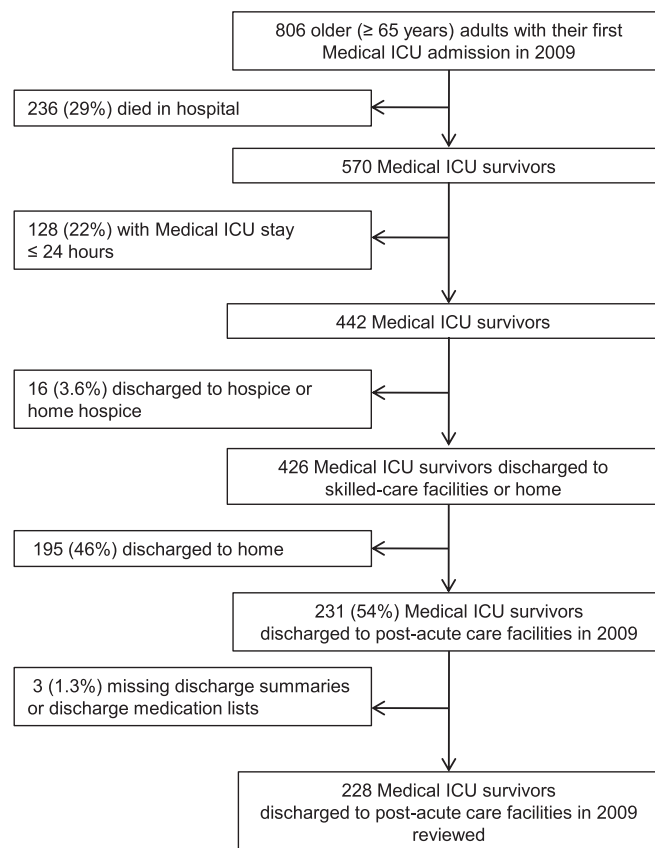 806 older (≥ 65 years) adults with their first
Medical ICU admission in 2009
236 (29%) died in hospital
570 Medical ICU survivors
128 (22%) with Medical ICU stay
≤ 24 hours
442 Medical ICU survivors
16 (3.6%) discharged to hospice or
home hospice
426 Medical ICU survivors discharged to
skilled-care facilities or home
195 (46%) discharged to home
231 (54%) Medical ICU survivors
discharged to post-acute care facilities in 2009
3 (1.3%) missing discharge summaries
or discharge medication lists
228 Medical ICU survivors
discharged to post-acute care facilities in 2009
reviewed